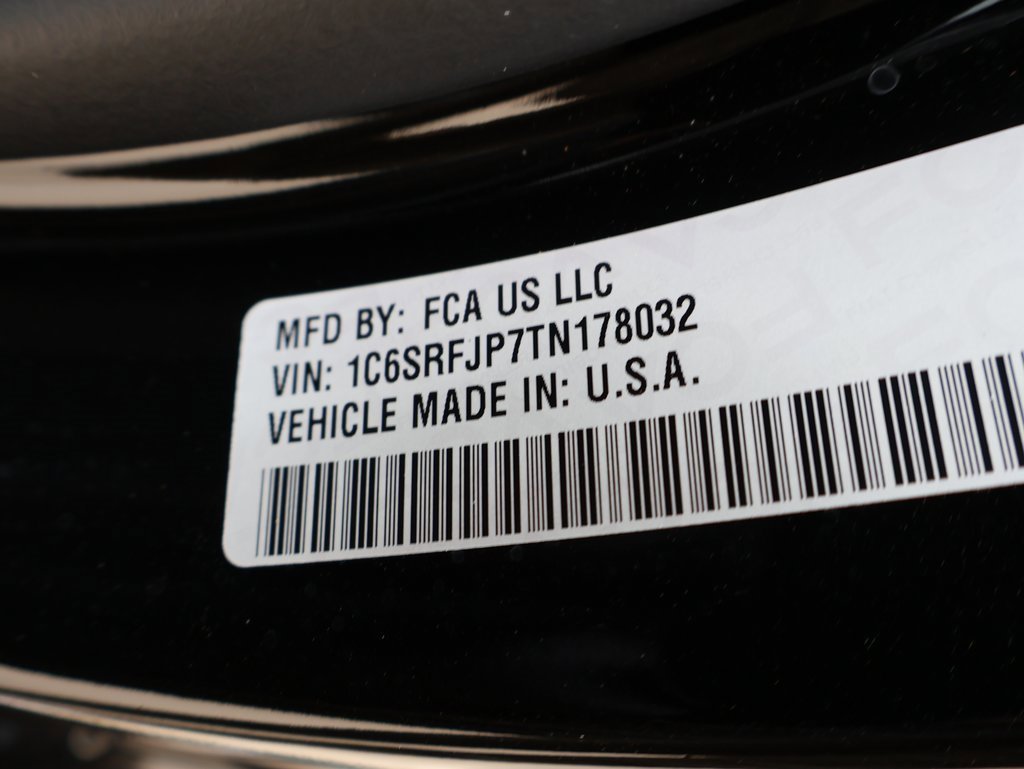 MFD BY: FCA US LLC
VIN: 1C6SRFJP7TN178032
VEHICLE MADE IN: U.S.A.